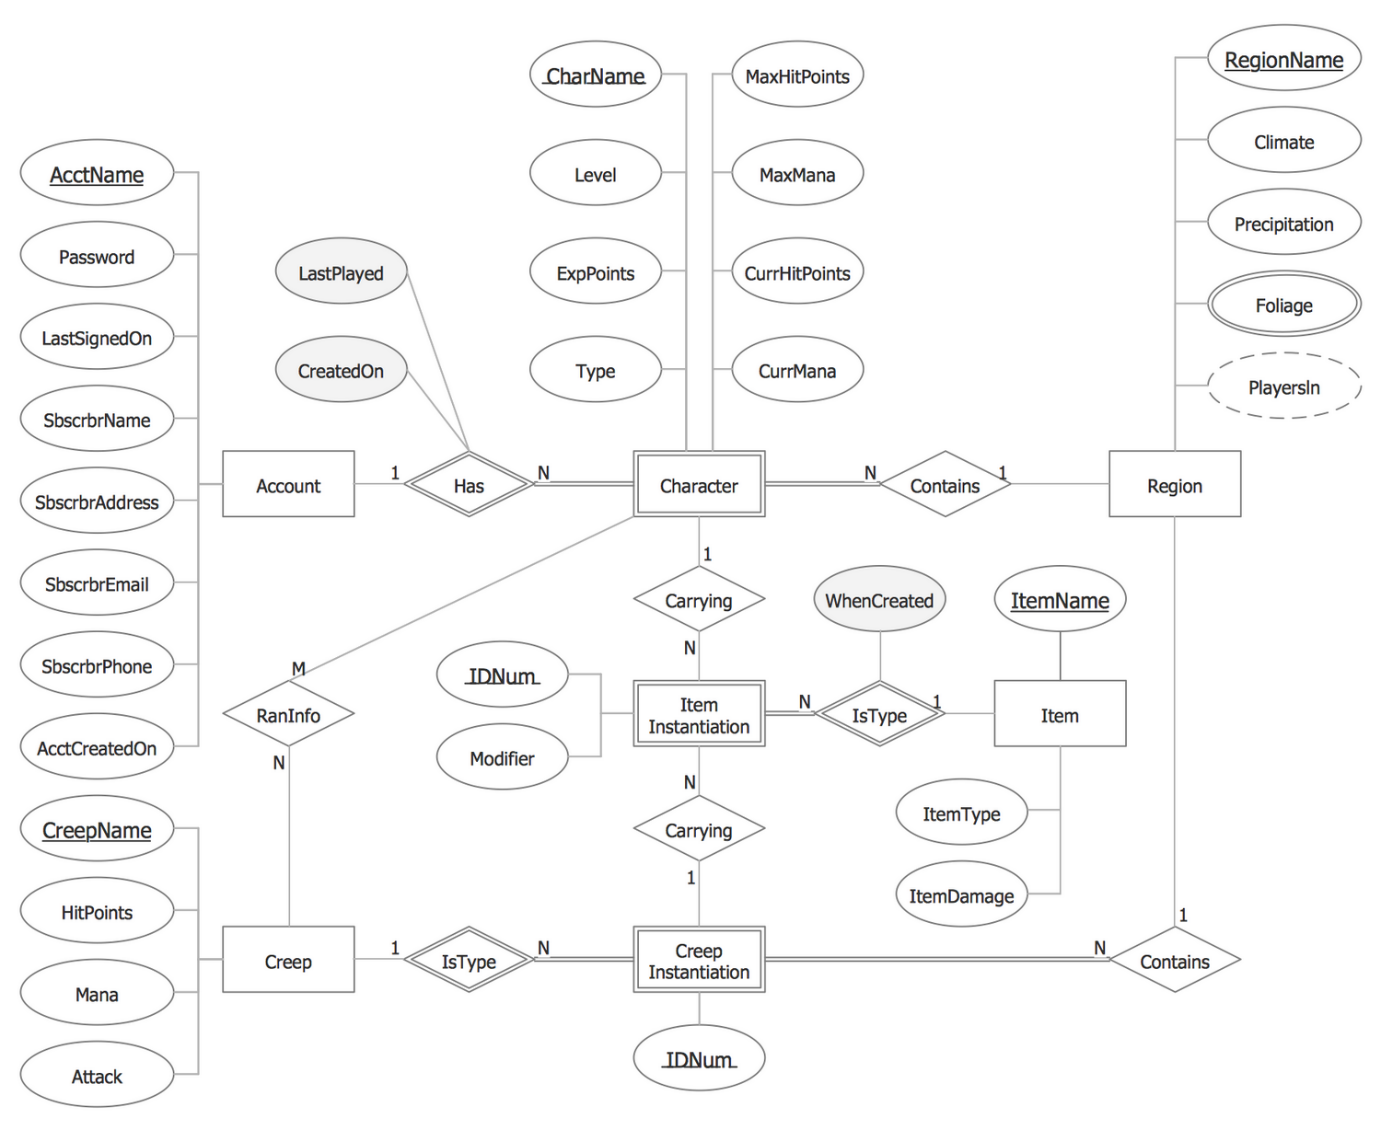 CharName
MaxHitPoints
RegionName
Climate
AcctName
Level
MaxMana
Precipitation
Password
LastPlayed
ExpPoints
CurrHitPoints
Foliage
LastSignedOn
CreatedOn
Type
CurrMana
PlayersIn
SbscrbrName
Account
1
Has
N
Character
N
Contains
1
Region
SbscrbrAddress
1
SbscrbrEmail
Carrying
WhenCreated
ItemName
N
SbscrbrPhone
M
IDNum
RanInfo
Item
Instantiation
N
IsType
1
Item
AcctCreatedOn
N
Modifier
N
CreepName
Carrying
ItemType
1
ItemDamage
HitPoints
1
Creep
1
IsType
N
Creep
Instantiation
N
Contains
Mana
IDNum
Attack